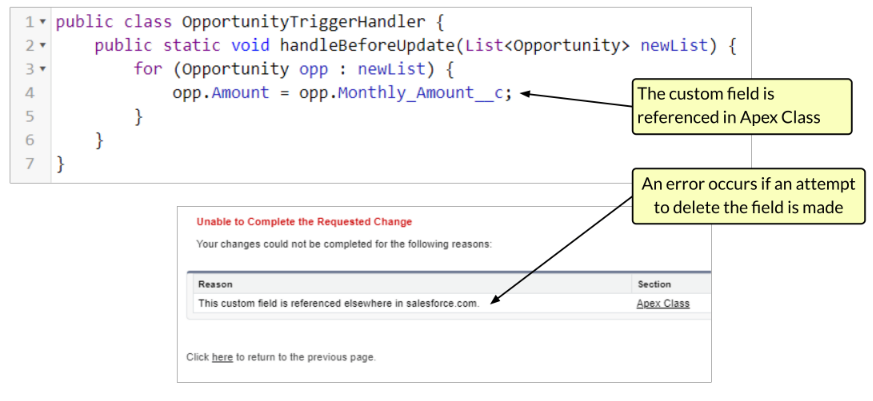 1 public class OpportunityTriggerHandler {
2 public static void handleBeforeUpdate(List<Opportunity> newList) {
3 for (Opportunity opp : newList) {
4 opp.Amount = opp.Monthly_Amount__c;
5 }
6 }
7 }
The custom field is
referenced in Apex Class
An error occurs if an attempt
to delete the field is made
Unable to Complete the Requested Change
Your changes could not be completed for the following reasons:
Reason Section
This custom field is referenced elsewhere in salesforce.com. Apex Class
Click here to return to the previous page.